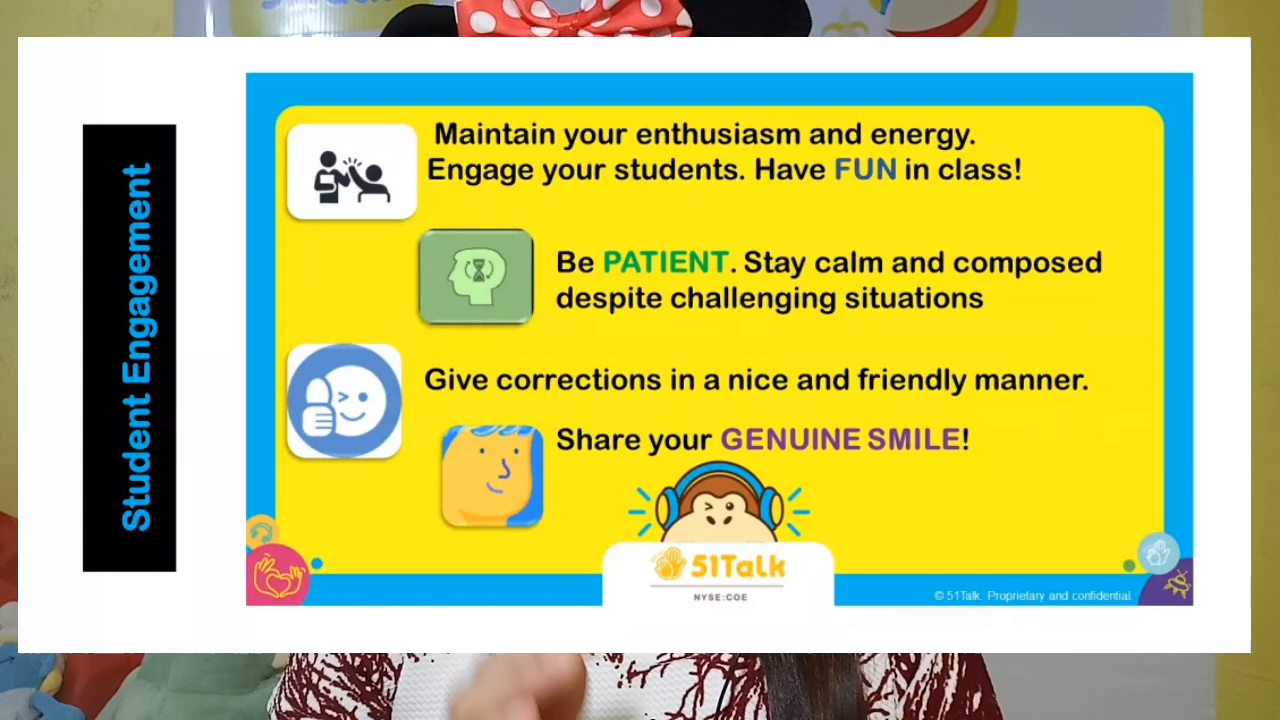 Student Engagement
Maintain your enthusiasm and energy.
Engage your students. Have FUN in class!
Be PATIENT. Stay calm and composed
despite challenging situations
Give corrections in a nice and friendly manner.
Share your GENUINE SMILE!
51Talk
NYSE:COE
© 51Talk. Proprietary and confidential.